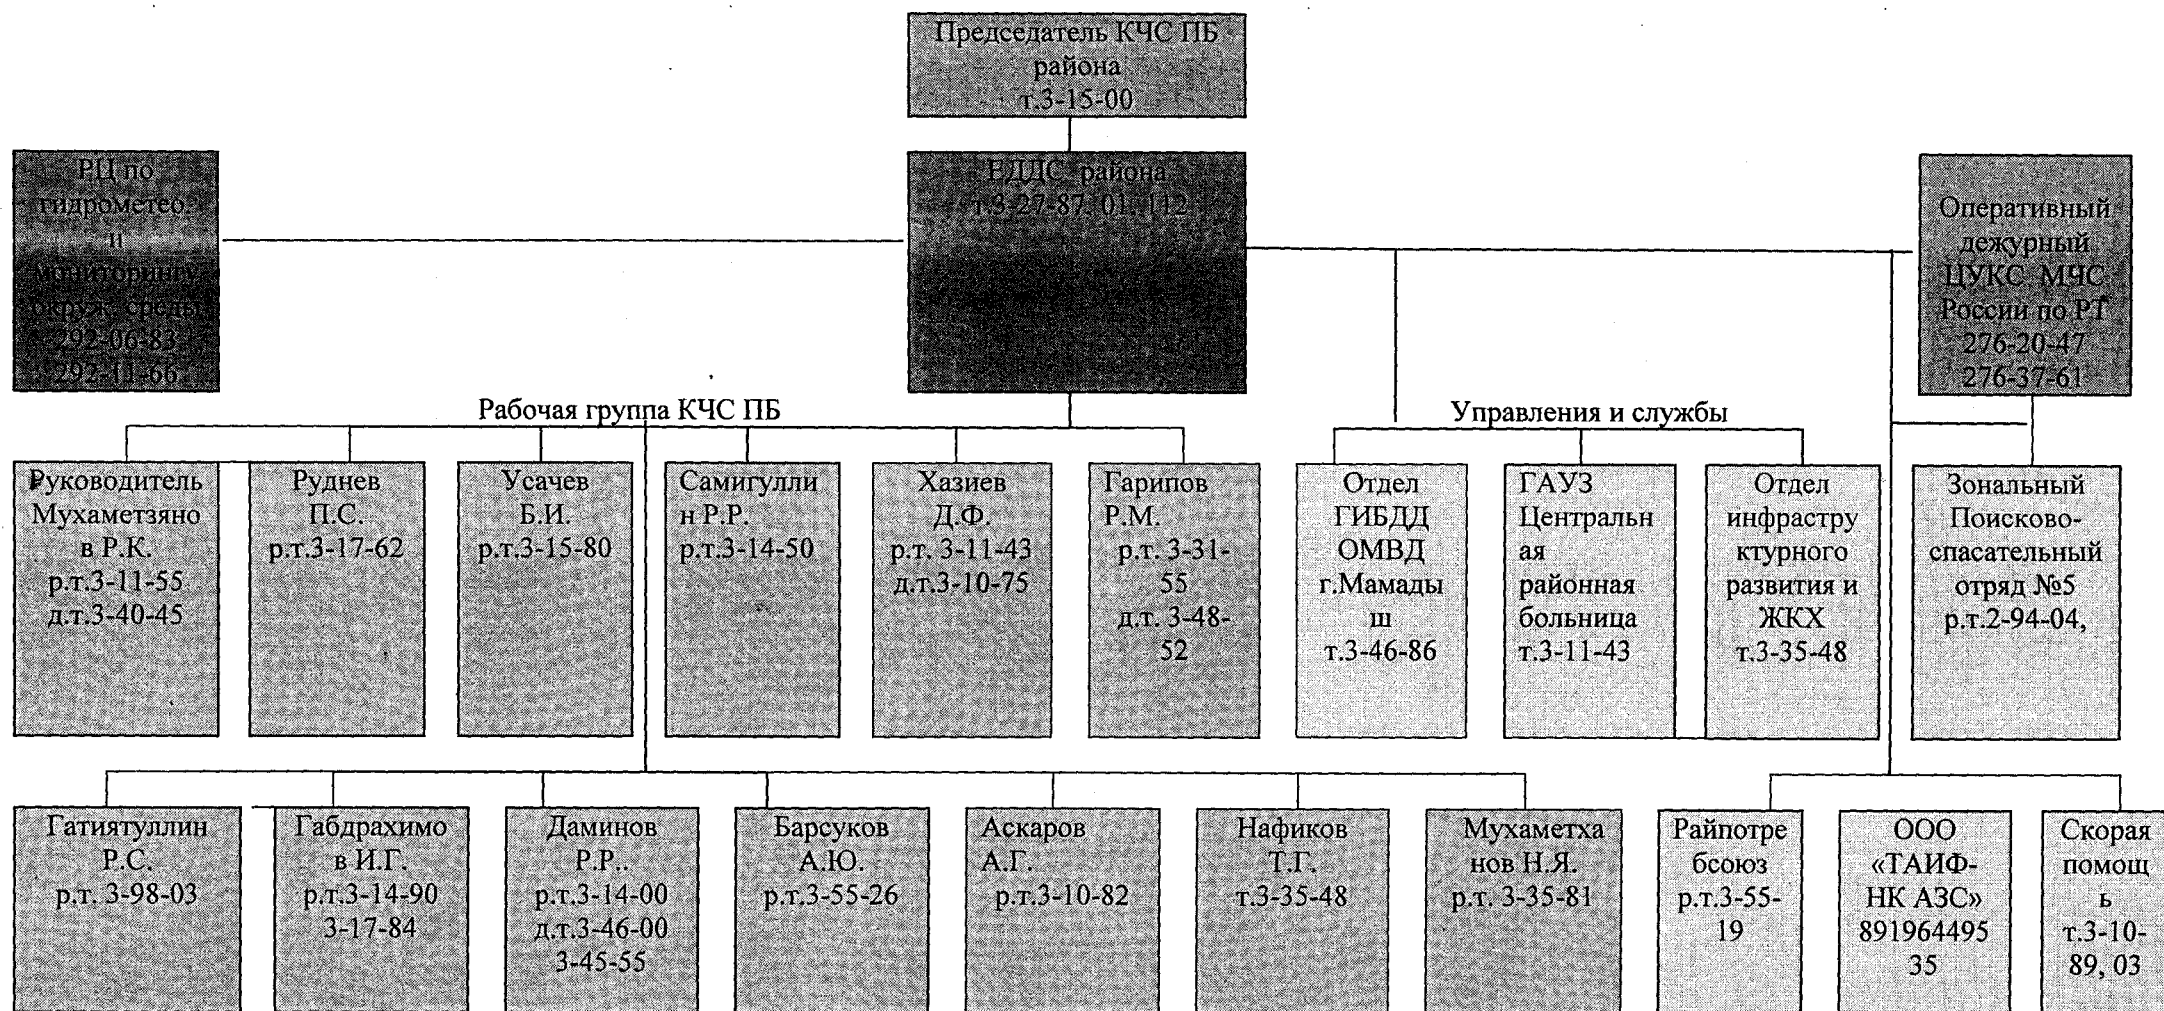 Председатель КЧС ПБ
района
т.3-15-00
РЦ по
гидрометео.
и
мониторингу
окруж. среды
292-06-83
292-11-66
ЕДДС района
т.3-27-87, 01, 112
Оперативный
дежурный
ЦУКС МЧС
России по РТ
276-20-47
276-37-61
Рабочая группа КЧС ПБ
Управления и службы
Руководитель
Мухаметзяно
в Р.К.
р.т.3-11-55
д.т.3-40-45
Руднев
П.С.
р.т.3-17-62
Усачев
Б.И.
р.т.3-15-80
Самигулли
н Р.Р.
р.т.3-14-50
Хазиев
Д.Ф.
р.т. 3-11-43
д.т.3-10-75
Гарипов
Р.М.
р.т. 3-31-
55
д.т. 3-48-
52
Отдел
ГИБДД
ОМВД
г.Мамады
ш
т.3-46-86
ГАУЗ
Центральн
ая
районная
больница
т.3-11-43
Отдел
инфрастру
ктурного
развития и
ЖКХ
т.3-35-48
Зональный
Поисково-
спасательный
отряд №5
р.т.2-94-04,
Гатиятуллин
Р.С.
р.т. 3-98-03
Габдрахимо
в И.Г.
р.т.3-14-90
3-17-84
Даминов
Р.Р..
р.т.3-14-00
д.т.3-46-00
3-45-55
Барсуков
А.Ю.
р.т.3-55-26
Аскаров
А.Г.
р.т.3-10-82
Нафиков
Т.Г.
т.3-35-48
Мухаметха
нов Н.Я.
р.т. 3-35-81
Райпотре
бсоюз
р.т.3-55-
19
ООО
«ТАИФ-
НК АЗС»
891964495
35
Скорая
помощ
ь
т.3-10-
89, 03